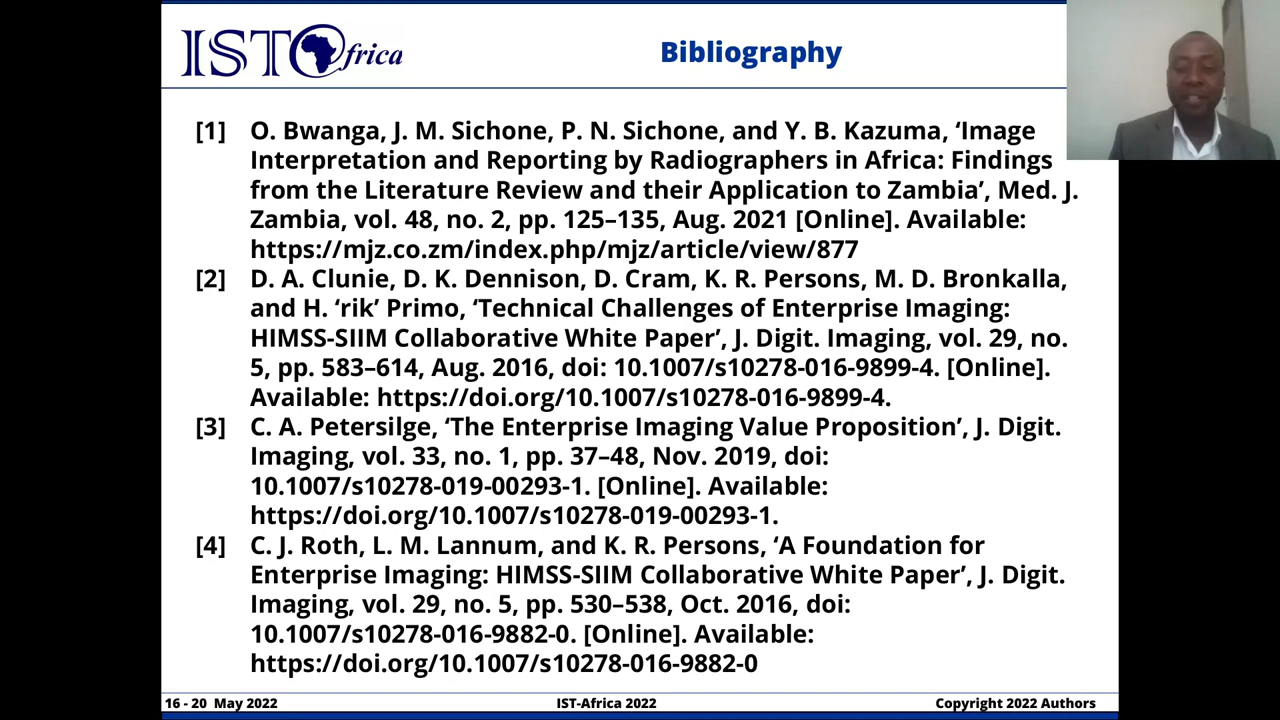 IST Africa
Bibliography
[1] O. Bwanga, J. M. Sichone, P. N. Sichone, and Y. B. Kazuma, ‘Image
Interpretation and Reporting by Radiographers in Africa: Findings
from the Literature Review and their Application to Zambia’, Med. J.
Zambia, vol. 48, no. 2, pp. 125–135, Aug. 2021 [Online]. Available:
https://mjz.co.zm/index.php/mjz/article/view/877
[2] D. A. Clunie, D. K. Dennison, D. Cram, K. R. Persons, M. D. Bronkalla,
and H. ‘rik’ Primo, ‘Technical Challenges of Enterprise Imaging:
HIMSS-SIIM Collaborative White Paper’, J. Digit. Imaging, vol. 29, no.
5, pp. 583–614, Aug. 2016, doi: 10.1007/s10278-016-9899-4. [Online].
Available: https://doi.org/10.1007/s10278-016-9899-4.
[3] C. A. Petersilge, ‘The Enterprise Imaging Value Proposition’, J. Digit.
Imaging, vol. 33, no. 1, pp. 37–48, Nov. 2019, doi:
10.1007/s10278-019-00293-1. [Online]. Available:
https://doi.org/10.1007/s10278-019-00293-1.
[4] C. J. Roth, L. M. Lannum, and K. R. Persons, ‘A Foundation for
Enterprise Imaging: HIMSS-SIIM Collaborative White Paper’, J. Digit.
Imaging, vol. 29, no. 5, pp. 530–538, Oct. 2016, doi:
10.1007/s10278-016-9882-0. [Online]. Available:
https://doi.org/10.1007/s10278-016-9882-0
16 - 20 May 2022 IST-Africa 2022 Copyright 2022 Authors